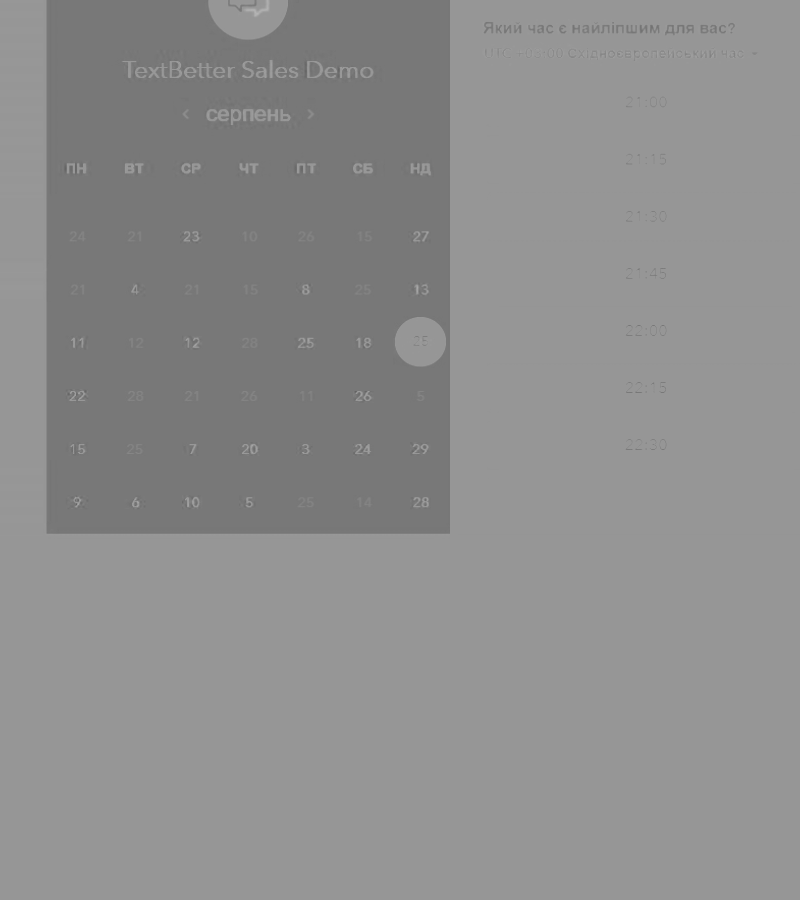 TextBetter Sales Demo
‹ серпень ›
ПН ВТ СР ЧТ ПТ СБ НД
24 21 23 10 26 15 27
21 4 21 15 8 25 13
11 12 12 28 25 18 25
22 28 21 26 11 26 5
15 25 7 20 3 24 29
9 6 10 5 25 14 28
Який час є найліпшим для вас?
Східноєвропейський час
21:00
21:15
21:30
21:45
22:00
22:15
22:30